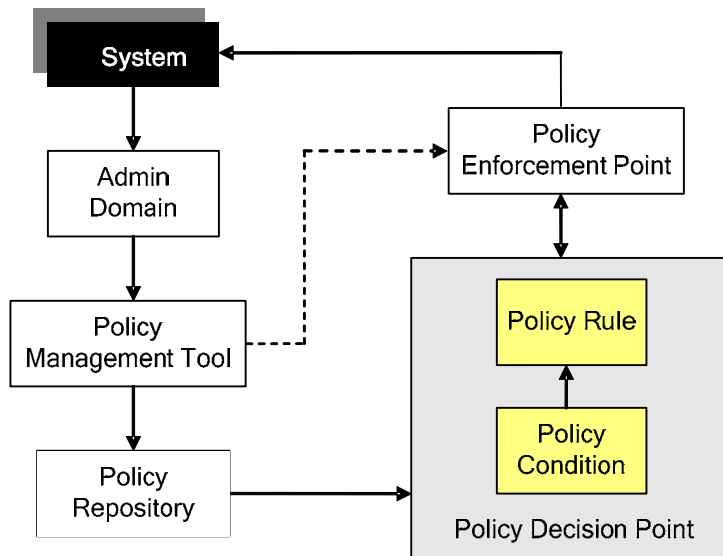 System
Policy
Enforcement Point
Admin
Domain
Policy
Management Tool
Policy Rule
Policy
Condition
Policy
Repository
Policy Decision Point